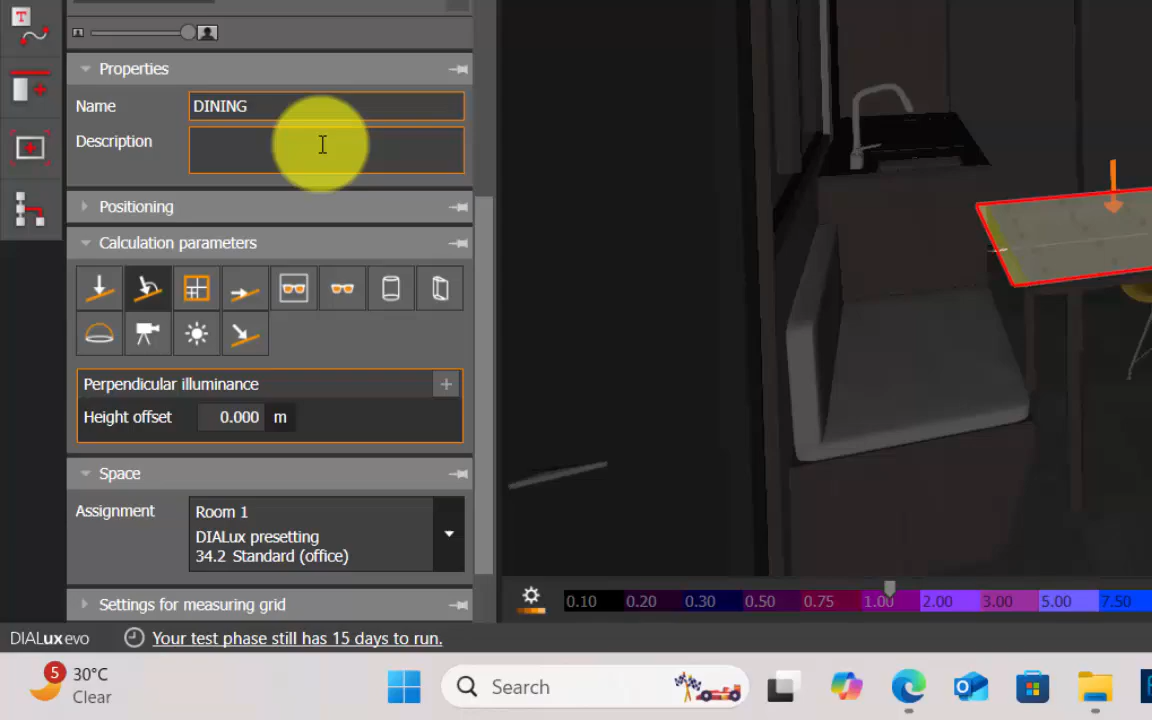 T
Properties
Name DINING
Description
Positioning
Calculation parameters
Perpendicular illuminance
Height offset 0.000 m
Space
Assignment Room 1
DIALux presetting
34.2 Standard (office)
Settings for measuring grid
0.10 0.20 0.30 0.50 0.75 1.00 2.00 3.00 5.00 7.50
DIALux evo Your test phase still has 15 days to run.
5 30°C
Clear
Search